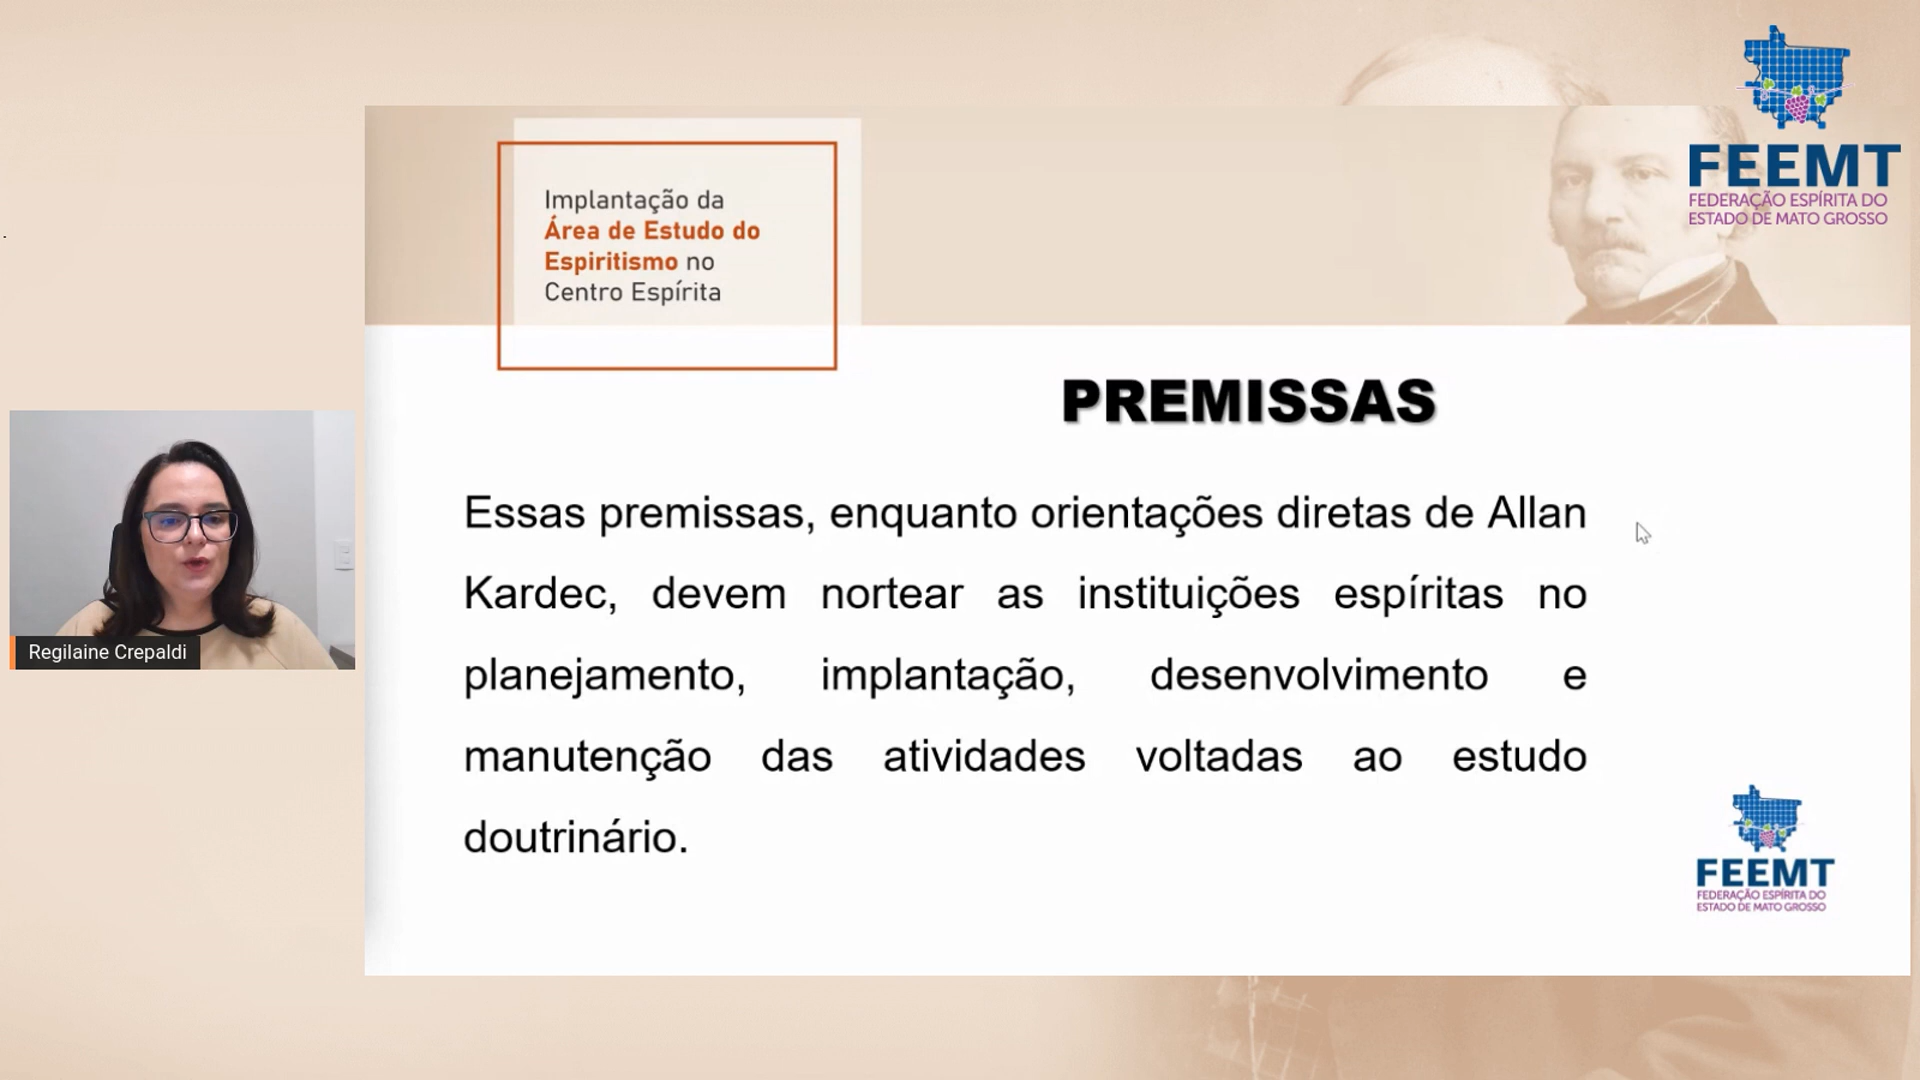 FEEMT
FEDERAÇÃO ESPÍRITA DO
ESTADO DE MATO GROSSO
Implantação da
Área de Estudo do
Espiritismo no
Centro Espírita
PREMISSAS
Essas premissas, enquanto orientações diretas de Allan
Kardec, devem nortear as instituições espíritas no
planejamento, implantação, desenvolvimento e
manutenção das atividades voltadas ao estudo
doutrinário.
Regilaine Crepaldi
FEEMT
FEDERAÇÃO ESPÍRITA DO
ESTADO DE MATO GROSSO